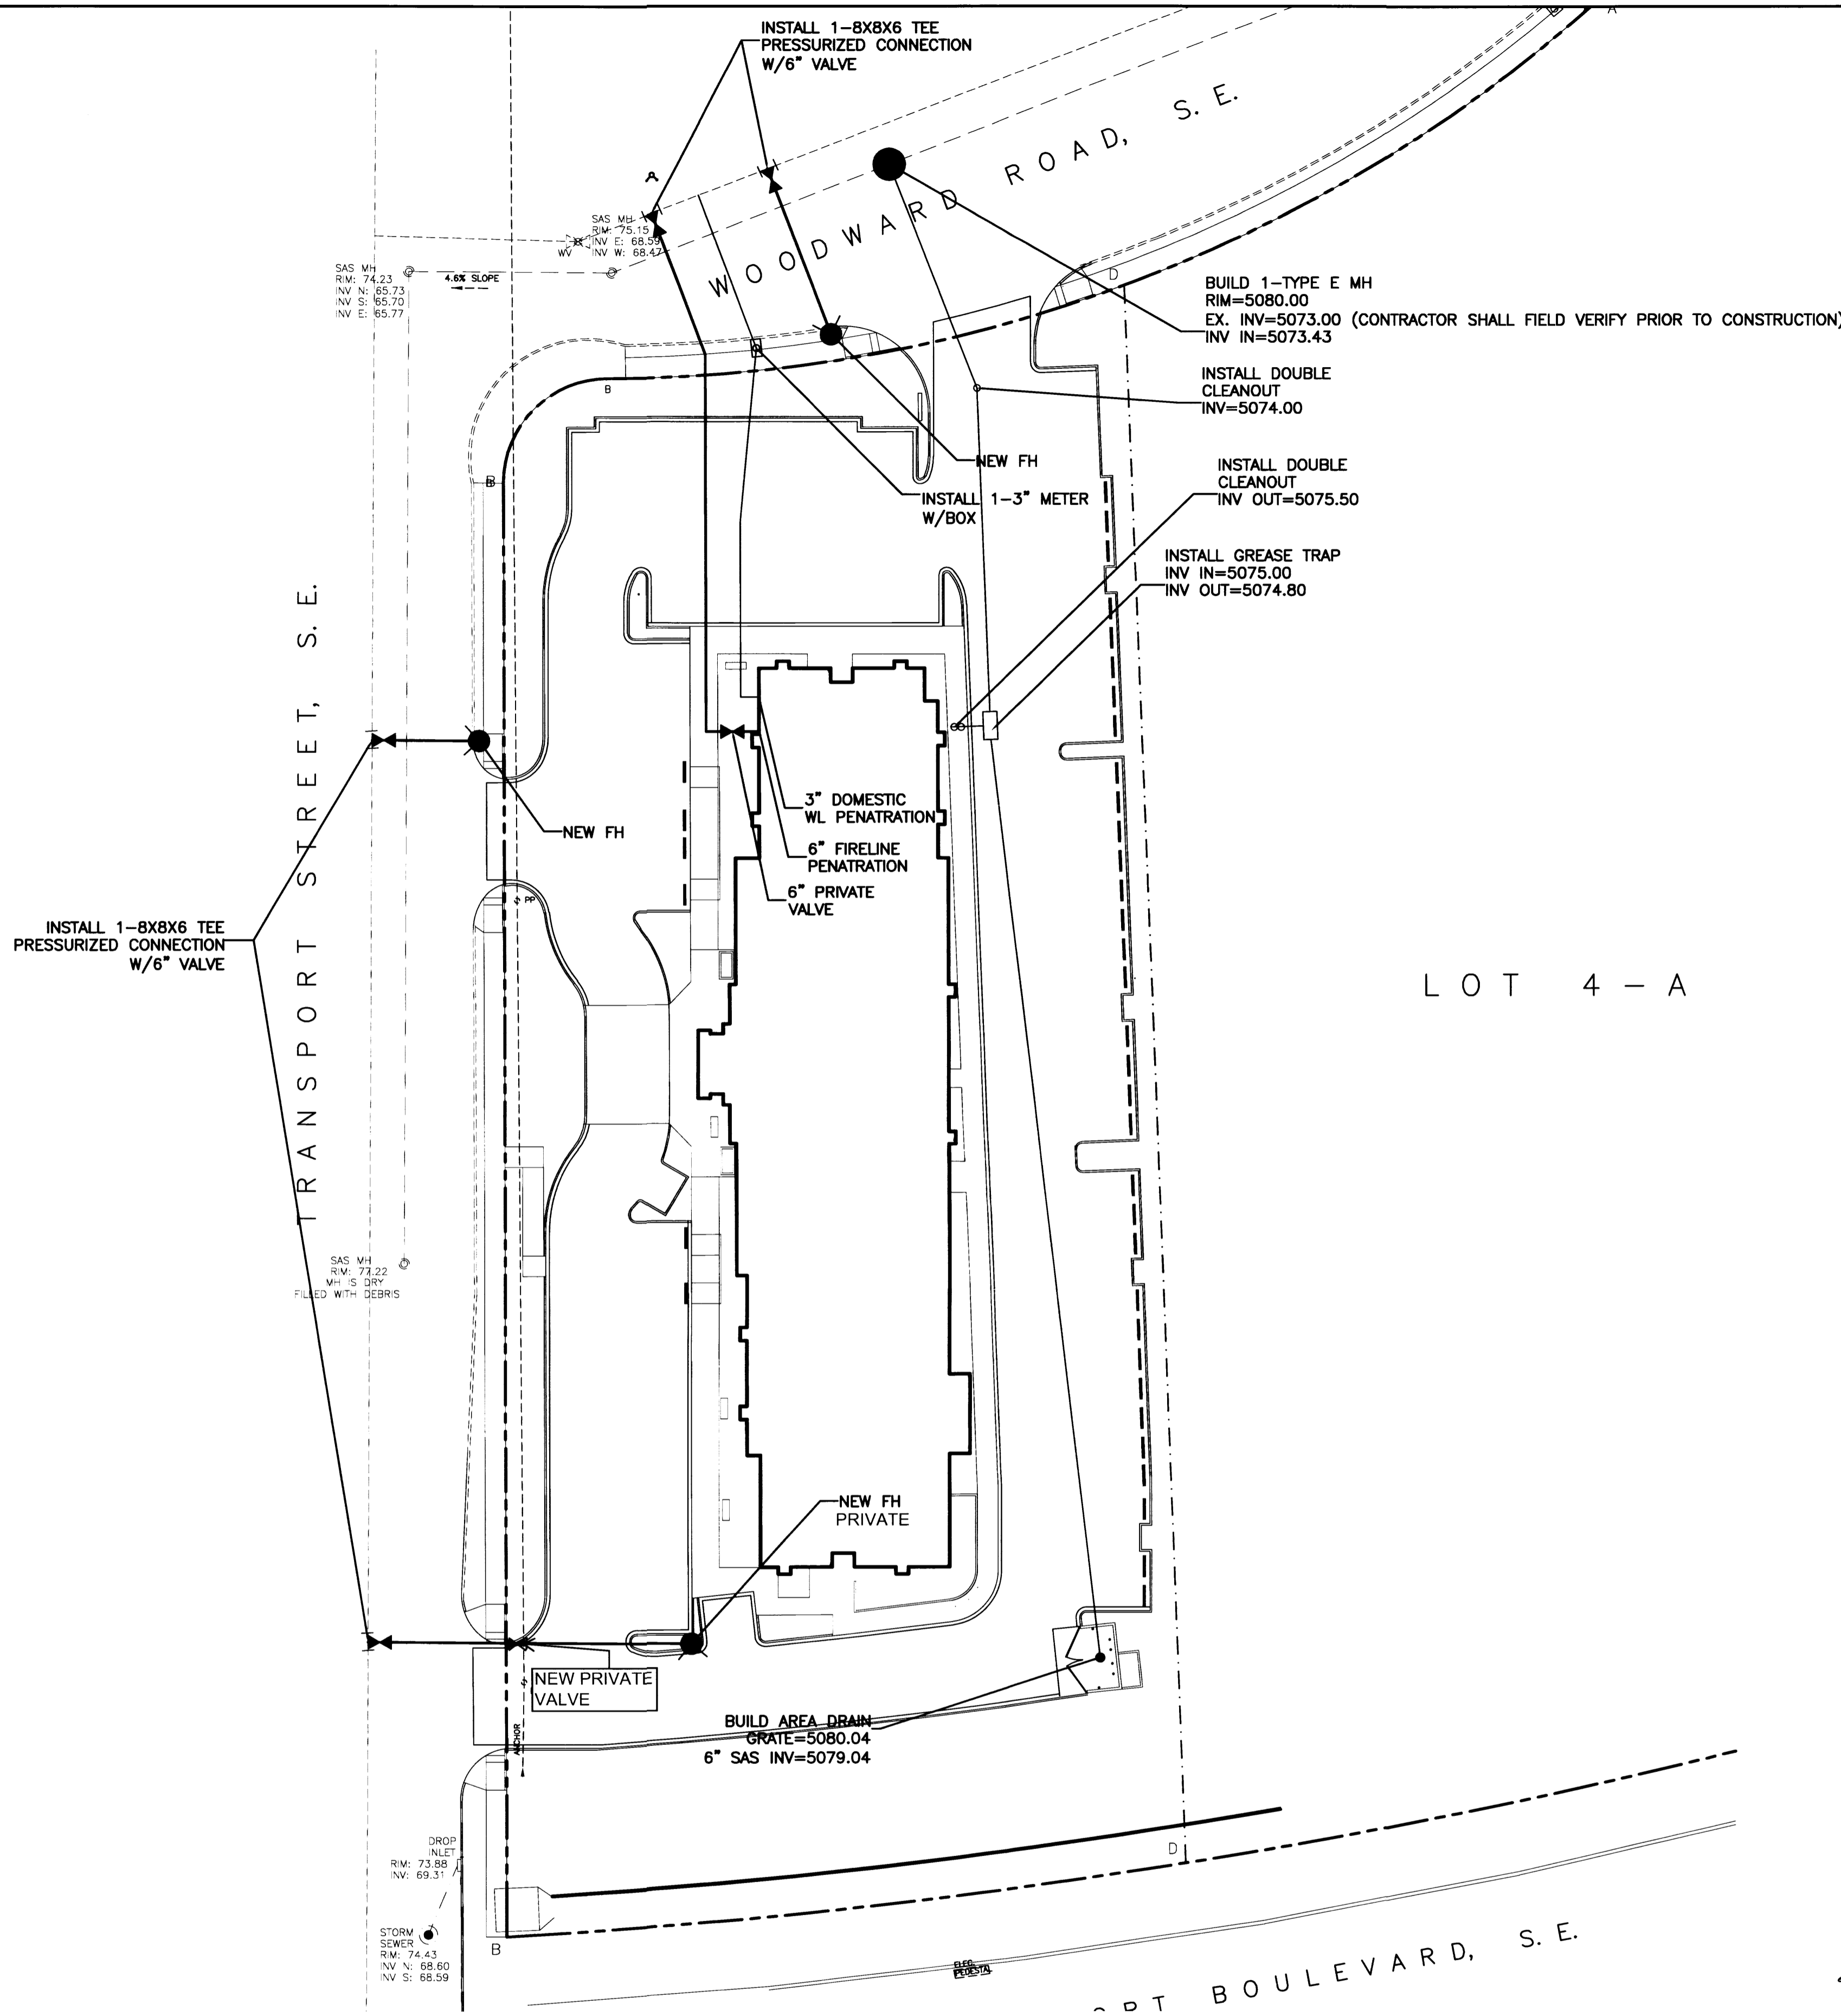 INSTALL 1-8X8X6 TEE
PRESSURIZED CONNECTION
W/6" VALVE
A
WOODWARD ROAD, S.E.
SAS MH
RIM: 75.15
INV E: 68.59
INV W: 68.47
WV
SAS MH
RIM: 74.23
INV N: 65.73
INV S: 65.70
INV E: 65.77
4.6% SLOPE
D
BUILD 1-TYPE E MH
RIM=5080.00
EX. INV=5073.00 (CONTRACTOR SHALL FIELD VERIFY PRIOR TO CONSTRUCTION)
INV IN=5073.43
INSTALL DOUBLE
CLEANOUT
INV=5074.00
B
NEW FH
INSTALL DOUBLE
CLEANOUT
INV OUT=5075.50
B
INSTALL 1-3" METER
W/BOX
INSTALL GREASE TRAP
INV IN=5075.00
INV OUT=5074.80
TRANSPORT STREET, S.E.
NEW FH
3" DOMESTIC
WL PENATRATION
6" FIRELINE
PENATRATION
6" PRIVATE
VALVE
PP
INSTALL 1-8X8X6 TEE
PRESSURIZED CONNECTION
W/6" VALVE
LOT 4-A
SAS MH
RIM: 77.22
MH IS DRY
FILLED WITH DEBRIS
NEW FH
PRIVATE
NEW PRIVATE
VALVE
ANCHOR
BUILD AREA DRAIN
GRATE=5080.04
6" SAS INV=5079.04
DROP
INLET
RIM: 73.88
INV: 69.31
D
STORM
SEWER
RIM: 74.43
INV N: 68.60
INV S: 68.59
B
ELEC.
PEDESTAL
ORT BOULEVARD, S.E.